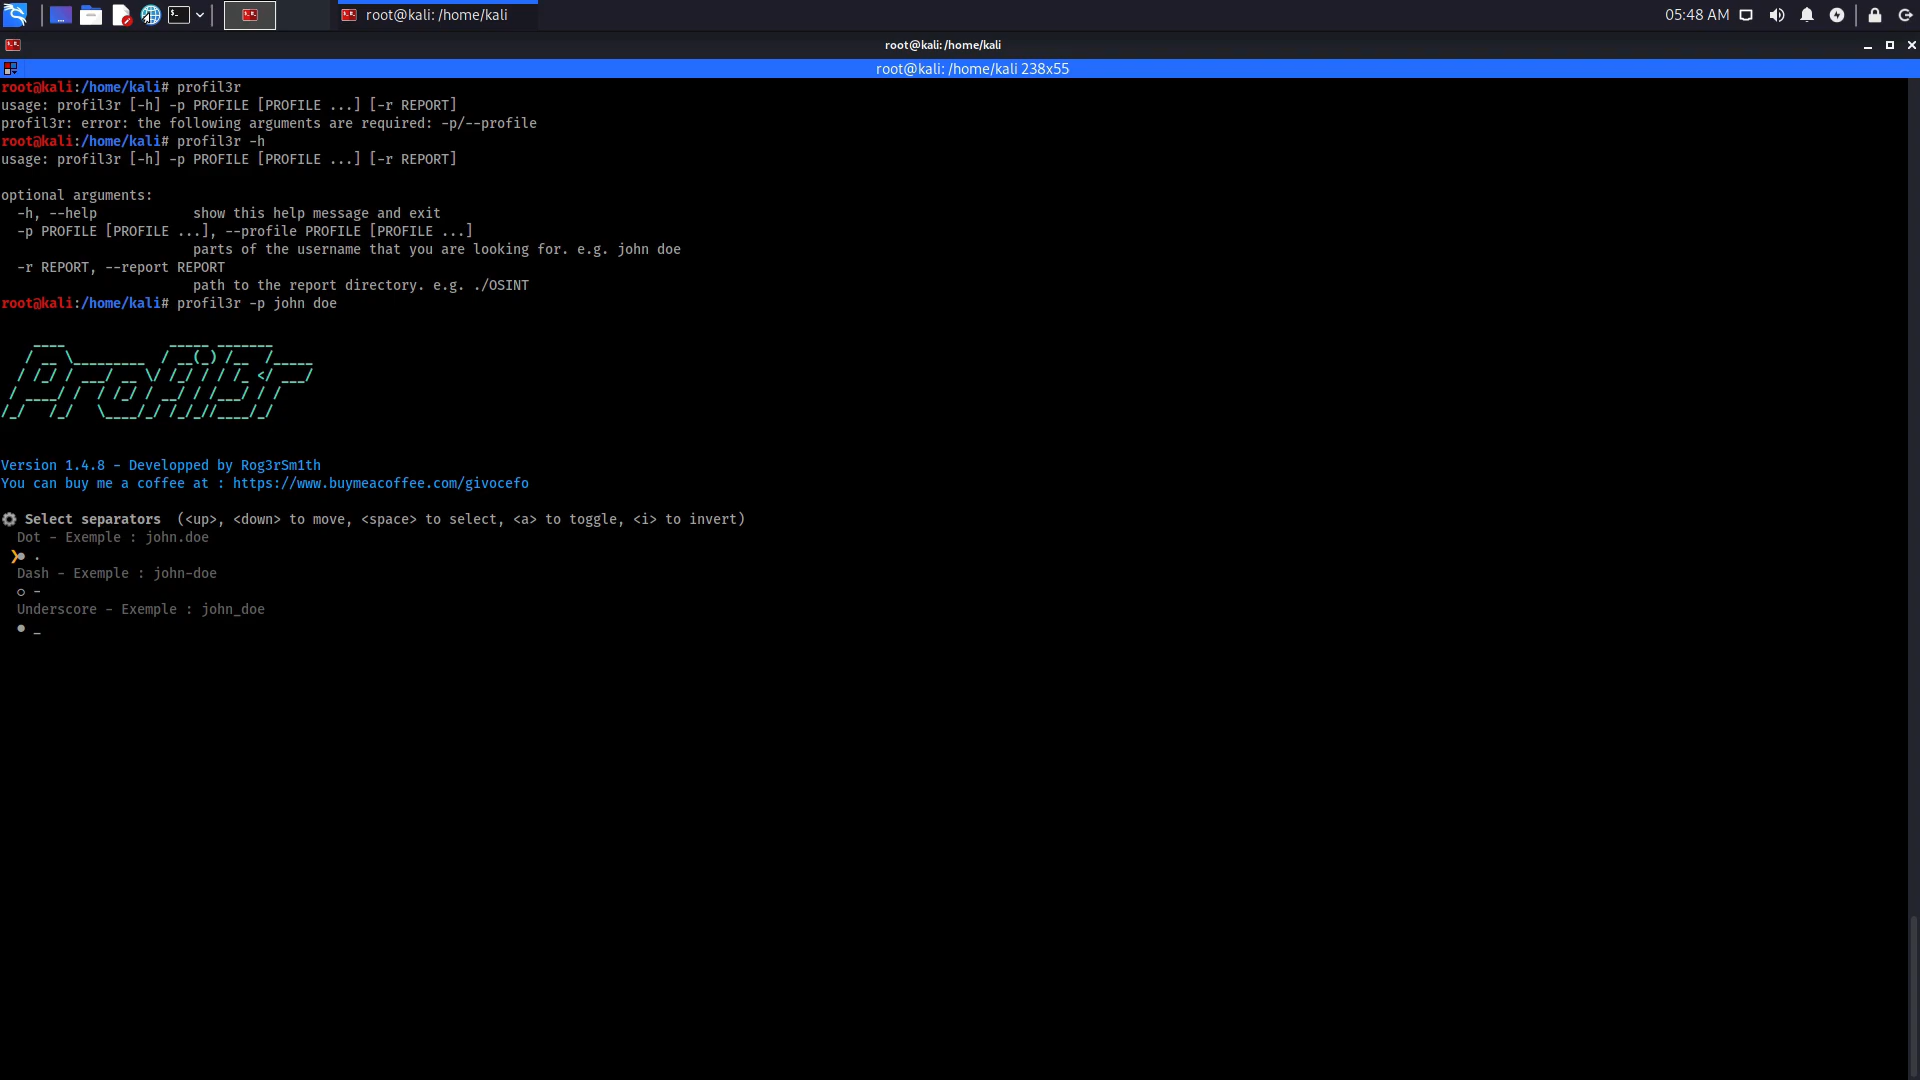 root@kali: /home/kali
05:48 AM
root@kali: /home/kali
root@kali: /home/kali 238x55
root@kali:/home/kali# profil3r
usage: profil3r [-h] -p PROFILE [PROFILE ...] [-r REPORT]
profil3r: error: the following arguments are required: -p/--profile
root@kali:/home/kali# profil3r -h
usage: profil3r [-h] -p PROFILE [PROFILE ...] [-r REPORT]
optional arguments:
-h, --help            show this help message and exit
-p PROFILE [PROFILE ...], --profile PROFILE [PROFILE ...]
parts of the username that you are looking for. e.g. john doe
-r REPORT, --report REPORT
path to the report directory. e.g. ./OSINT
root@kali:/home/kali# profil3r -p john doe
Profil3r
Version 1.4.8 - Developped by Rog3rSm1th
You can buy me a coffee at : https://www.buymeacoffee.com/givocefo
Select separators  (<up>, <down> to move, <space> to select, <a> to toggle, <i> to invert)
Dot - Exemple : john.doe
❯● .
Dash - Exemple : john-doe
○ -
Underscore - Exemple : john_doe
● _